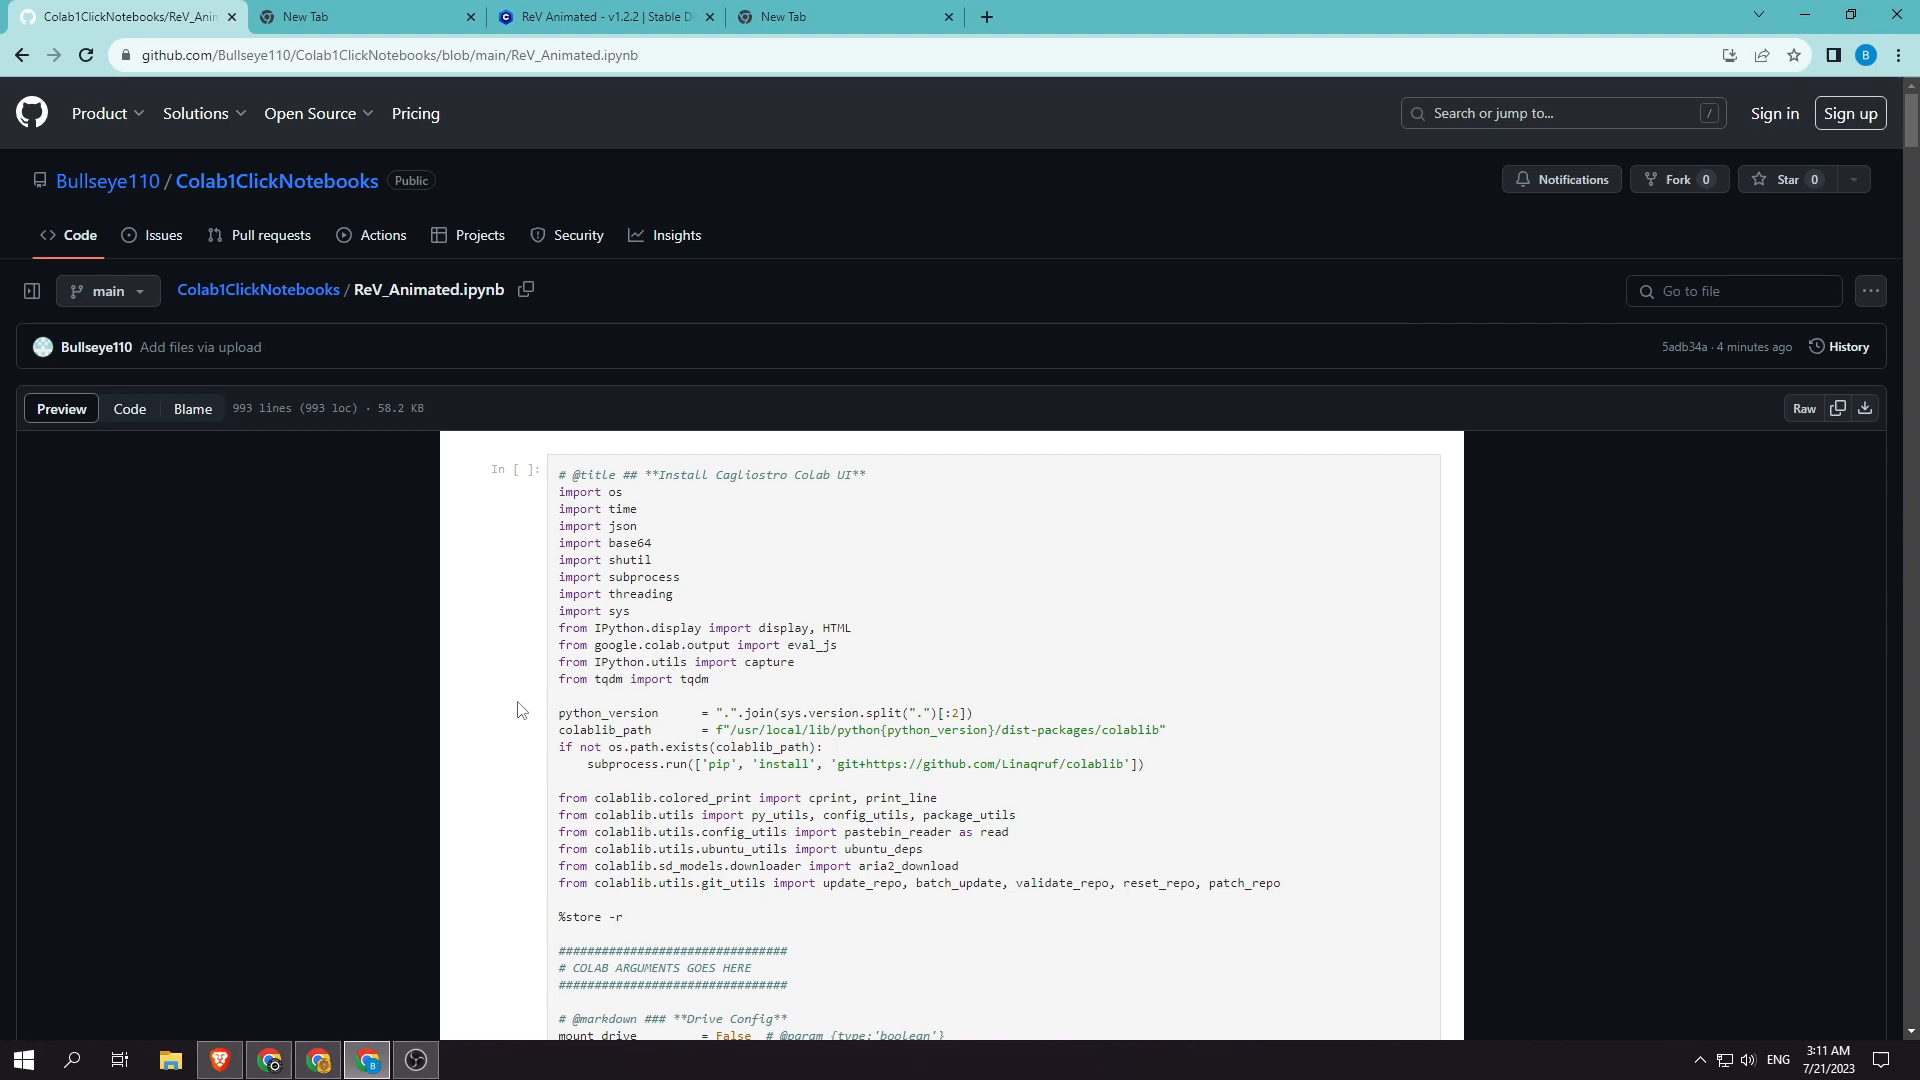 Colab1ClickNotebooks/ReV_Anim
New Tab
ReV Animated - v1.2.2 | Stable Di
New Tab
github.com/Bullseye110/Colab1ClickNotebooks/blob/main/ReV_Animated.ipynb
B
Product
Solutions
Open Source
Pricing
Search or jump to...
/
Sign in
Sign up
Bullseye110 / Colab1ClickNotebooks
Public
Notifications
Fork 0
Star 0
Code
Issues
Pull requests
Actions
Projects
Security
Insights
main
Colab1ClickNotebooks / ReV_Animated.ipynb
Go to file
Bullseye110 Add files via upload
5adb34a · 4 minutes ago
History
Preview
Code
Blame
993 lines (993 loc) · 58.2 KB
Raw
In [ ]:
# @title ## **Install Cagliostro Colab UI**
import os
import time
import json
import base64
import shutil
import subprocess
import threading
import sys
from IPython.display import display, HTML
from google.colab.output import eval_js
from IPython.utils import capture
from tqdm import tqdm
python_version = ".".join(sys.version.split(".")[:2])
colablib_path = f"/usr/local/lib/python{python_version}/dist-packages/colablib"
if not os.path.exists(colablib_path):
subprocess.run(['pip', 'install', 'git+https://github.com/Linaqruf/colablib'])
from colablib.colored_print import cprint, print_line
from colablib.utils import py_utils, config_utils, package_utils
from colablib.utils.config_utils import pastebin_reader as read
from colablib.utils.ubuntu_utils import ubuntu_deps
from colablib.sd_models.downloader import aria2_download
from colablib.utils.git_utils import update_repo, batch_update, validate_repo, reset_repo, patch_repo
%store -r
################################
# COLAB ARGUMENTS GOES HERE
################################
# @markdown ### **Drive Config**
mount_drive = False # @param {type:'boolean'}
B
ENG
3:11 AM
7/21/2023